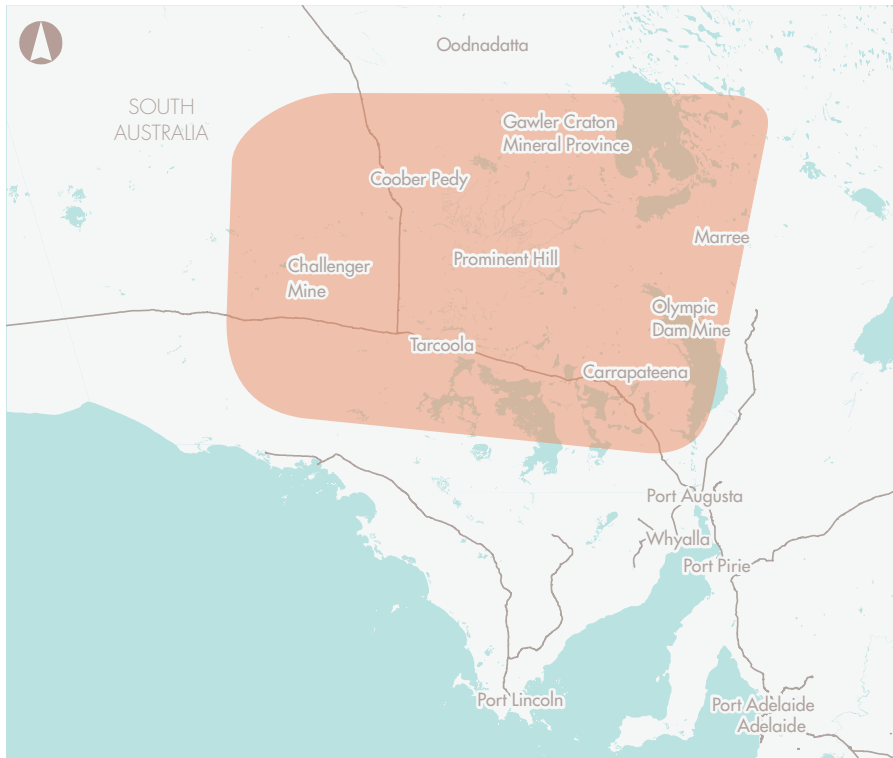 Oodnadatta
SOUTH
AUSTRALIA
Gawler Craton
Mineral Province
Coober Pedy
Marree
Prominent Hill
Challenger
Mine
Olympic
Dam Mine
Tarcoola
Carrapateena
Port Augusta
Whyalla
Port Pirie
Port Lincoln
Port Adelaide
Adelaide